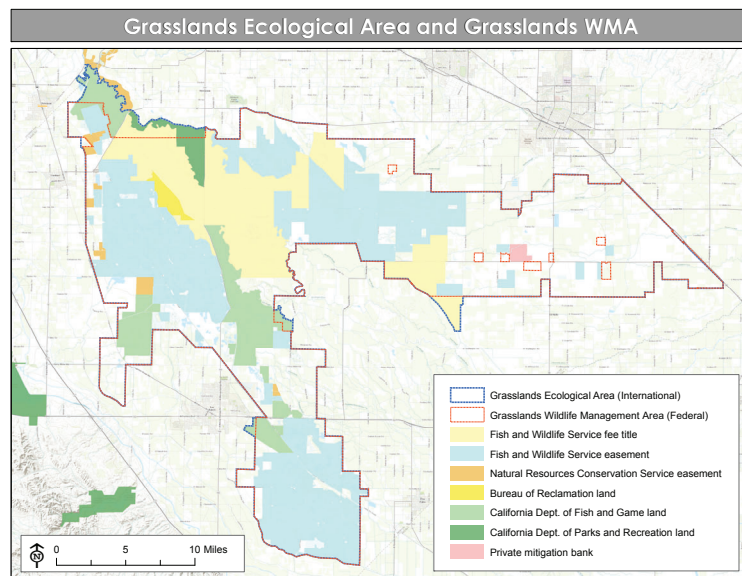 Grasslands Ecological Area and Grasslands WMA
Grasslands Ecological Area (International)
Grasslands Wildlife Management Area (Federal)
Fish and Wildlife Service fee title
Fish and Wildlife Service easement
Natural Resources Conservation Service easement
Bureau of Reclamation land
California Dept. of Fish and Game land
California Dept. of Parks and Recreation land
Private mitigation bank
N
0 5 10 Miles